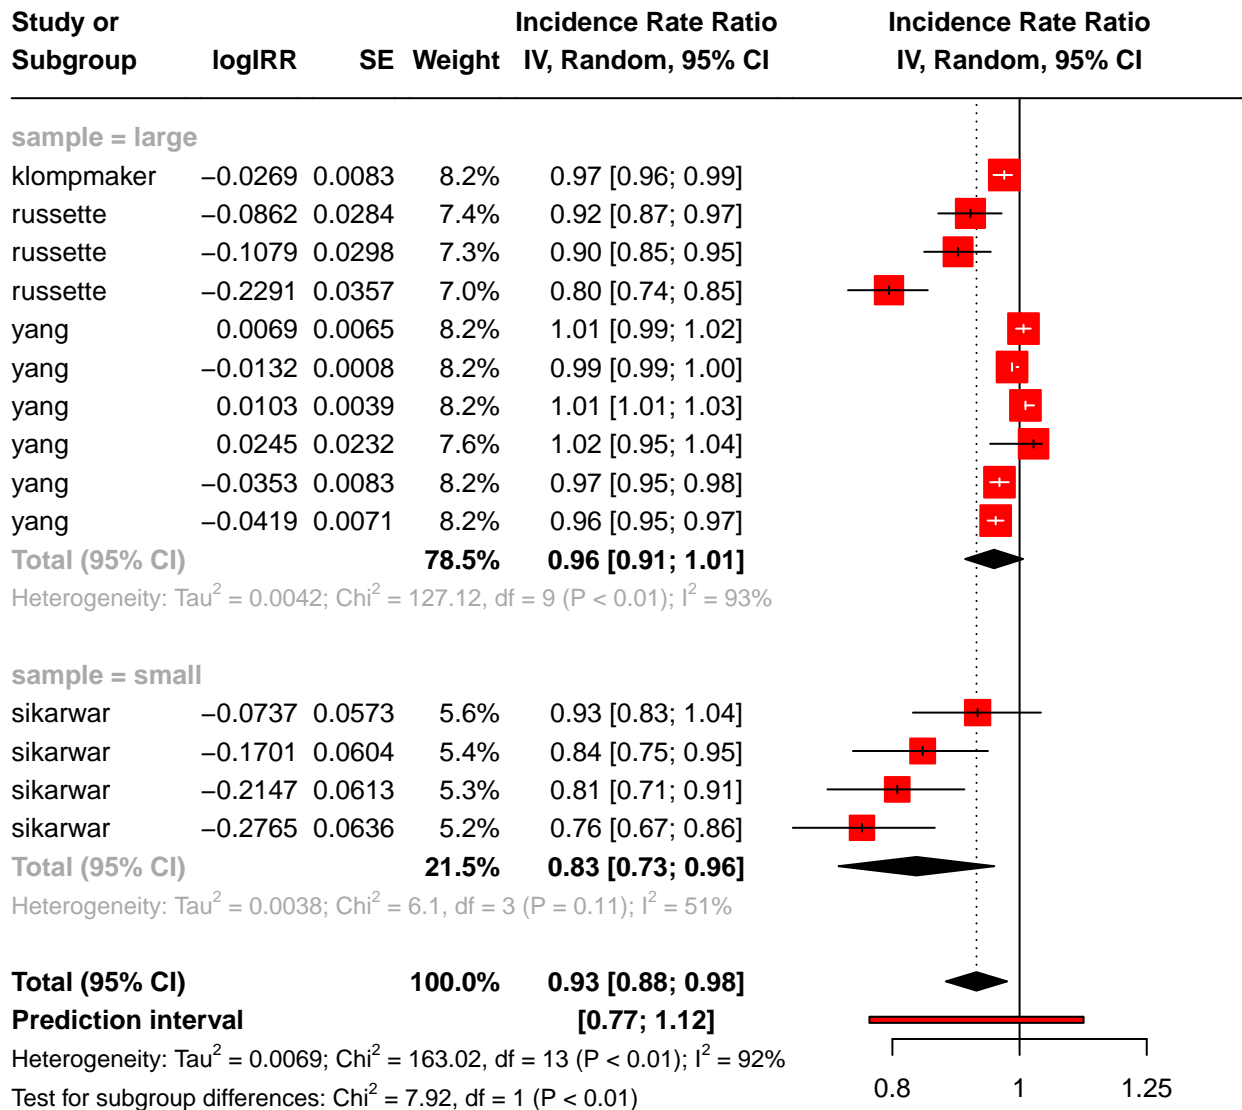 Study or Incidence Rate Ratio Incidence Rate Ratio
Subgroup logIRR SE Weight IV, Random, 95% CI IV, Random, 95% CI
sample = large
klompmaker −0.0269 0.0083 8.2% 0.97 [0.96; 0.99]
russette −0.0862 0.0284 7.4% 0.92 [0.87; 0.97]
russette −0.1079 0.0298 7.3% 0.90 [0.85; 0.95]
russette −0.2291 0.0357 7.0% 0.80 [0.74; 0.85]
yang 0.0069 0.0065 8.2% 1.01 [0.99; 1.02]
yang −0.0132 0.0008 8.2% 0.99 [0.99; 1.00]
yang 0.0103 0.0039 8.2% 1.01 [1.01; 1.03]
yang 0.0245 0.0232 7.6% 1.02 [0.95; 1.04]
yang −0.0353 0.0083 8.2% 0.97 [0.95; 0.98]
yang −0.0419 0.0071 8.2% 0.96 [0.95; 0.97]
Total (95% CI) 78.5% 0.96 [0.91; 1.01]
Heterogeneity: Tau² = 0.0042; Chi² = 127.12, df = 9 (P < 0.01); I² = 93%
sample = small
sikarwar −0.0737 0.0573 5.6% 0.93 [0.83; 1.04]
sikarwar −0.1701 0.0604 5.4% 0.84 [0.75; 0.95]
sikarwar −0.2147 0.0613 5.3% 0.81 [0.71; 0.91]
sikarwar −0.2765 0.0636 5.2% 0.76 [0.67; 0.86]
Total (95% CI) 21.5% 0.83 [0.73; 0.96]
Heterogeneity: Tau² = 0.0038; Chi² = 6.1, df = 3 (P = 0.11); I² = 51%
Total (95% CI) 100.0% 0.93 [0.88; 0.98]
Prediction interval [0.77; 1.12]
Heterogeneity: Tau² = 0.0069; Chi² = 163.02, df = 13 (P < 0.01); I² = 92%
Test for subgroup differences: Chi² = 7.92, df = 1 (P < 0.01)
0.8 1 1.25